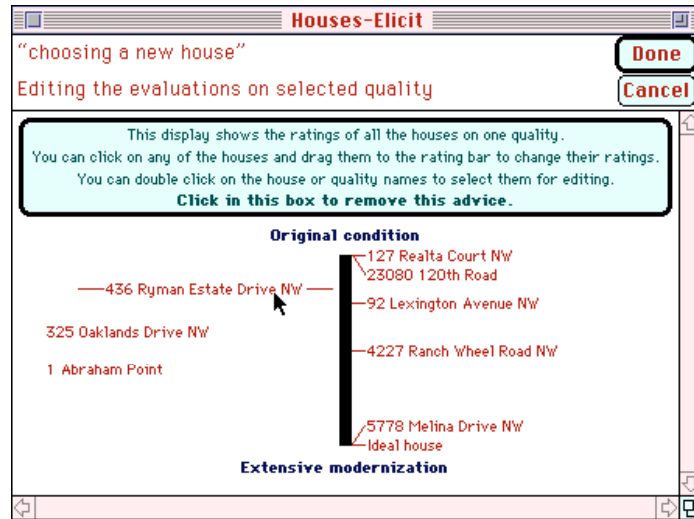 Houses-Elicit
"choosing a new house"
Done
Editing the evaluations on selected quality
Cancel
This display shows the ratings of all the houses on one quality.
You can click on any of the houses and drag them to the rating bar to change their ratings.
You can double click on the house or quality names to select them for editing.
Click in this box to remove this advice.
Original condition
127 Realta Court NW
23080 120th Road
436 Ryman Estate Drive NW
92 Lexington Avenue NW
325 Oaklands Drive NW
4227 Ranch Wheel Road NW
1 Abraham Point
5778 Melina Drive NW
Ideal house
Extensive modernization